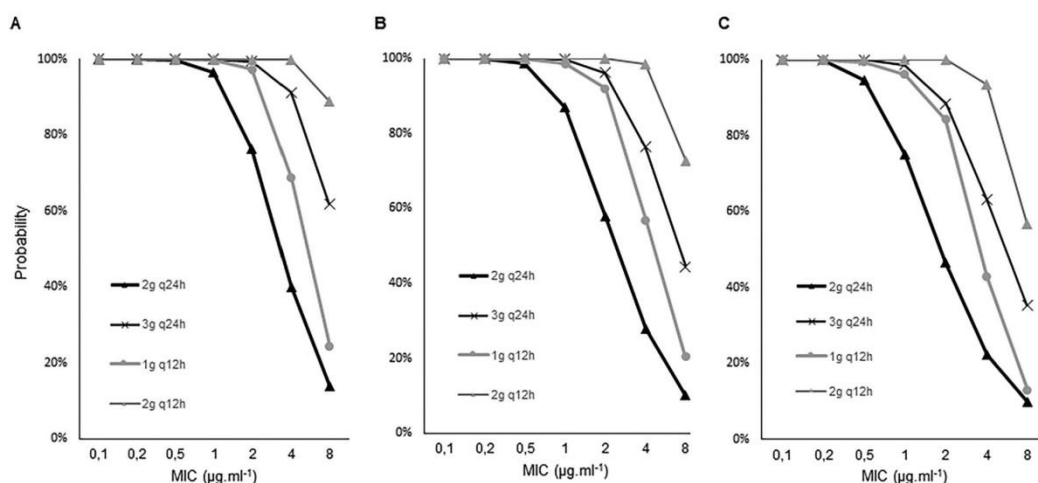 A
100%
80%
60%
40%
20%
0%
Probability
2g q24h
3g q24h
1g q12h
2g q12h
0,1 0,2 0,5 1 2 4 8
MIC (µg.ml⁻¹)
B
100%
80%
60%
40%
20%
0%
2g q24h
3g q24h
1g q12h
2g q12h
0,1 0,2 0,5 1 2 4 8
MIC (µg.ml⁻¹)
C
100%
80%
60%
40%
20%
0%
2g q24h
3g q24h
1g q12h
2g q12h
0,1 0,2 0,5 1 2 4 8
MIC (µg.ml⁻¹)